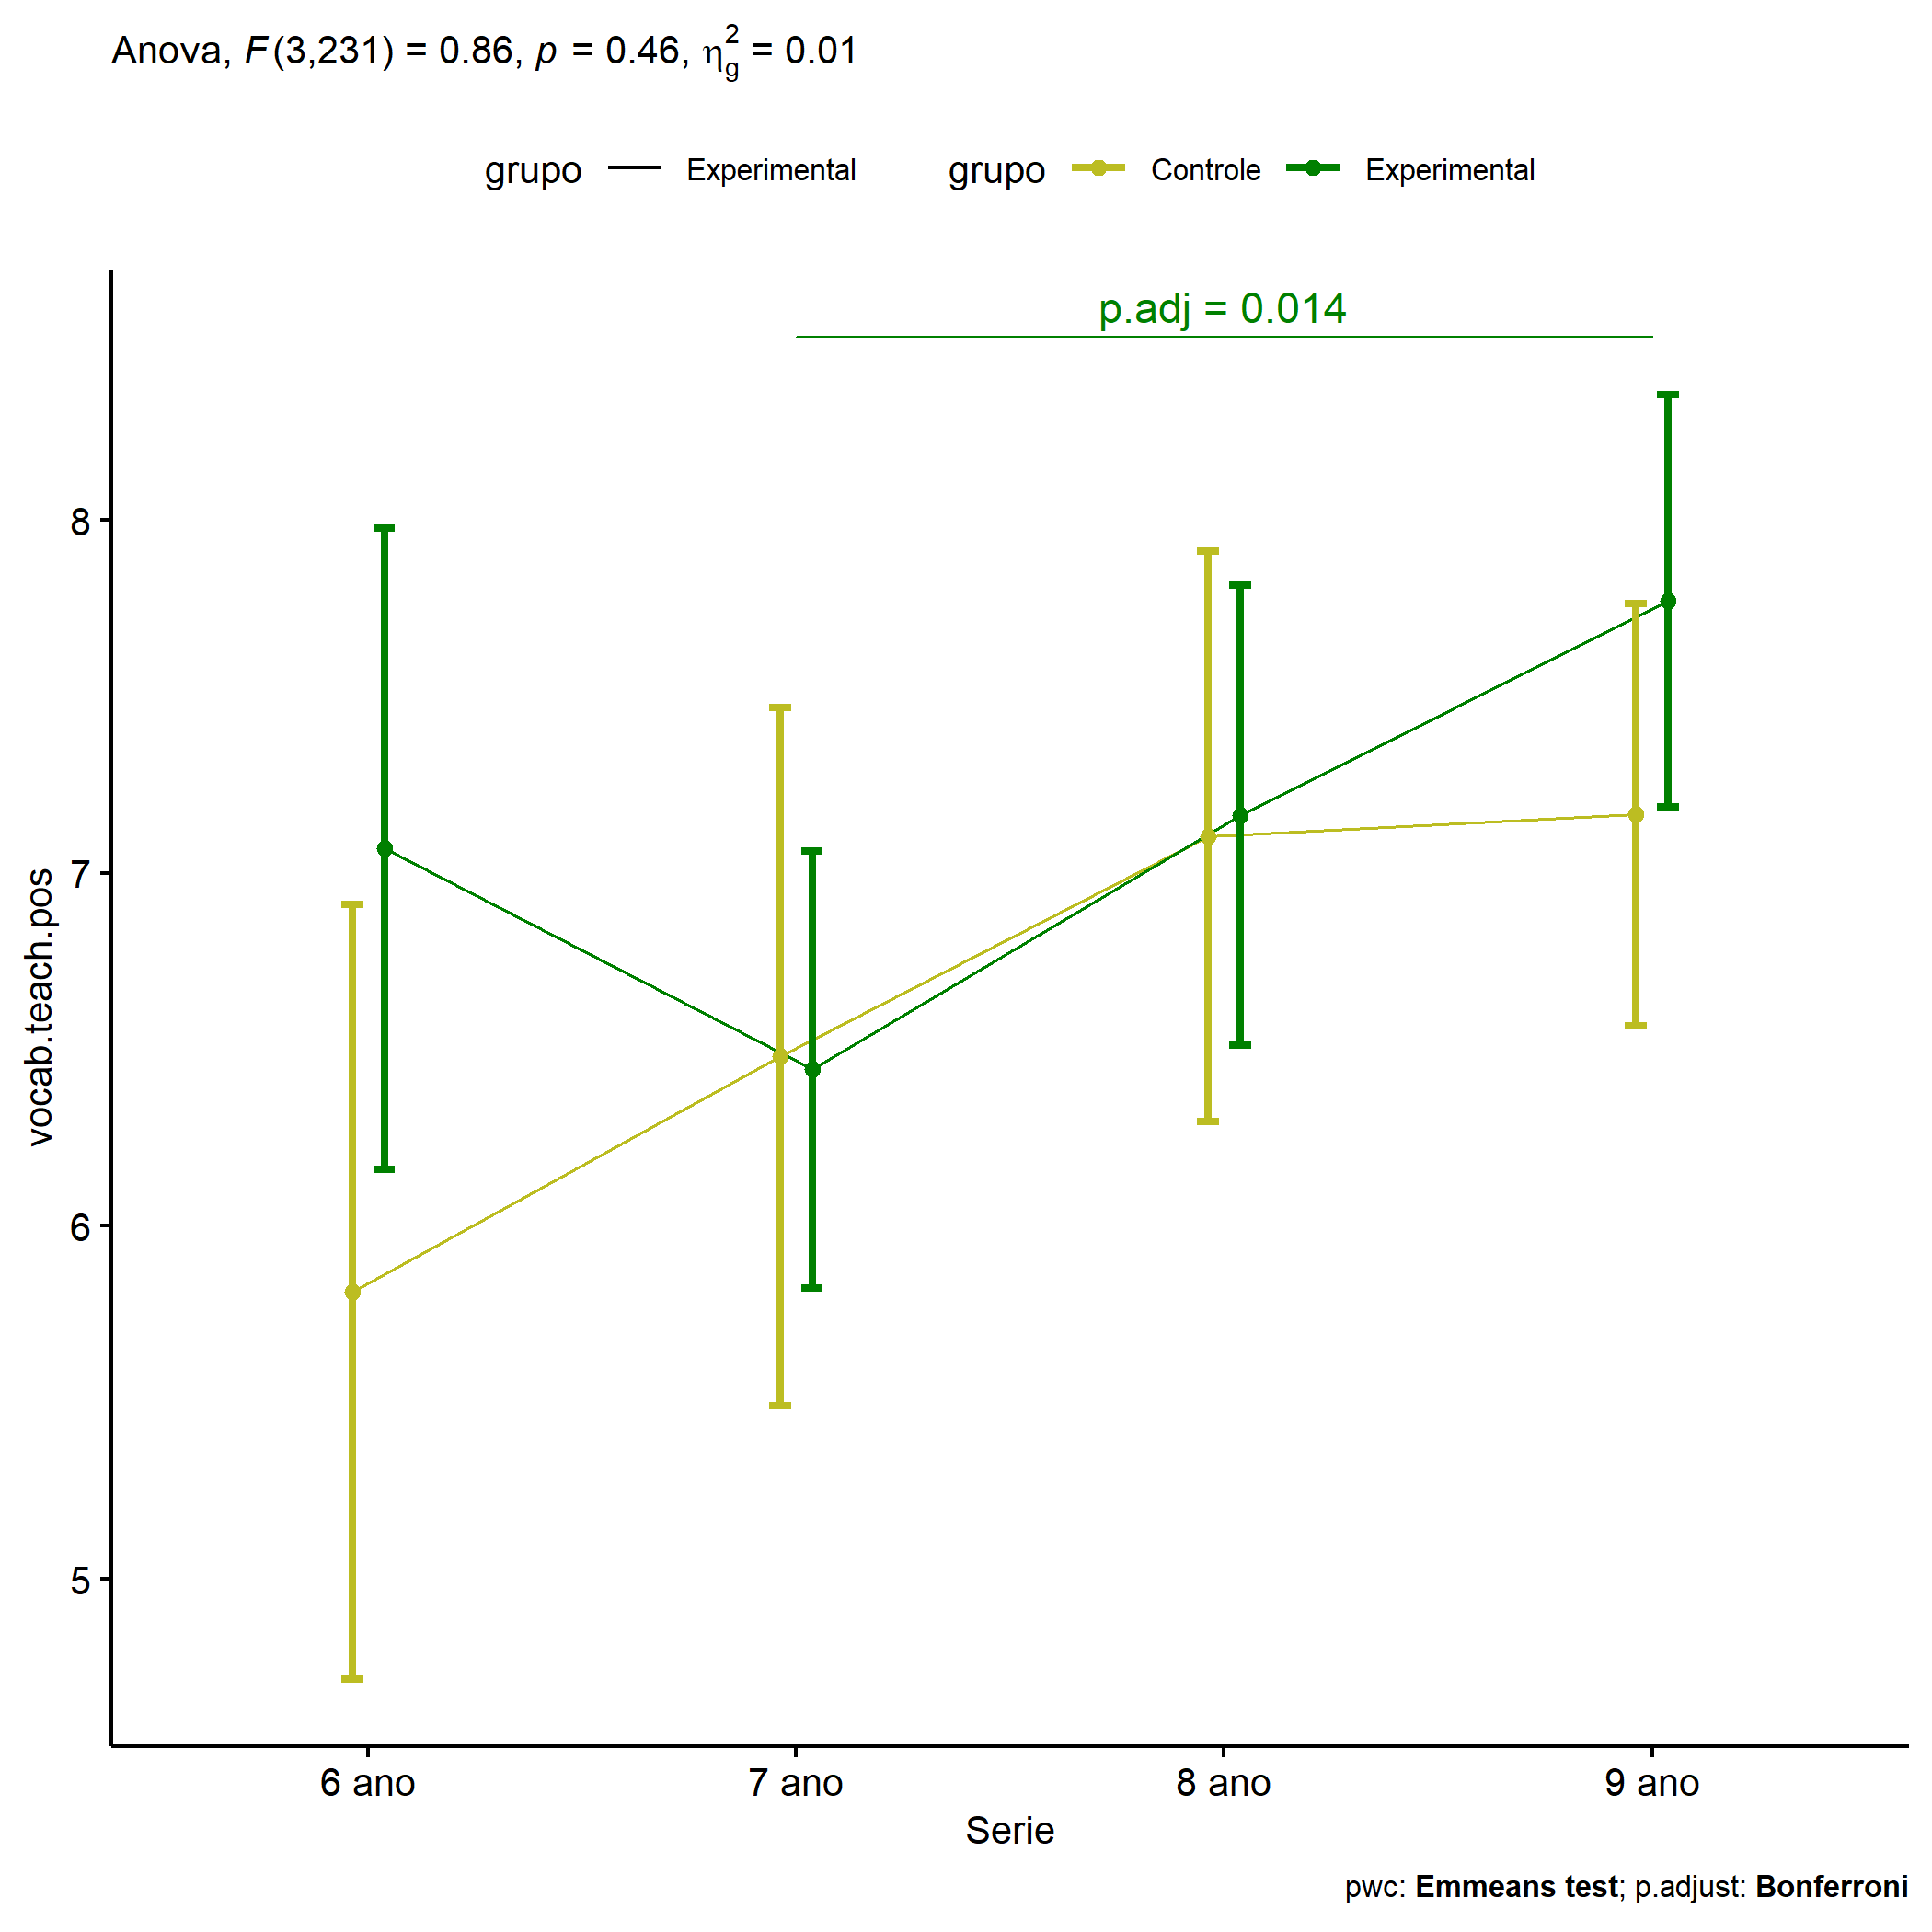 Anova, F(3,231) = 0.86, p = 0.46, η²g = 0.01
grupo Experimental grupo Controle Experimental
p.adj = 0.014
8
7
6
5
vocab.teach.pos
6 ano 7 ano 8 ano 9 ano
Serie
pwc: Emmeans test; p.adjust: Bonferroni